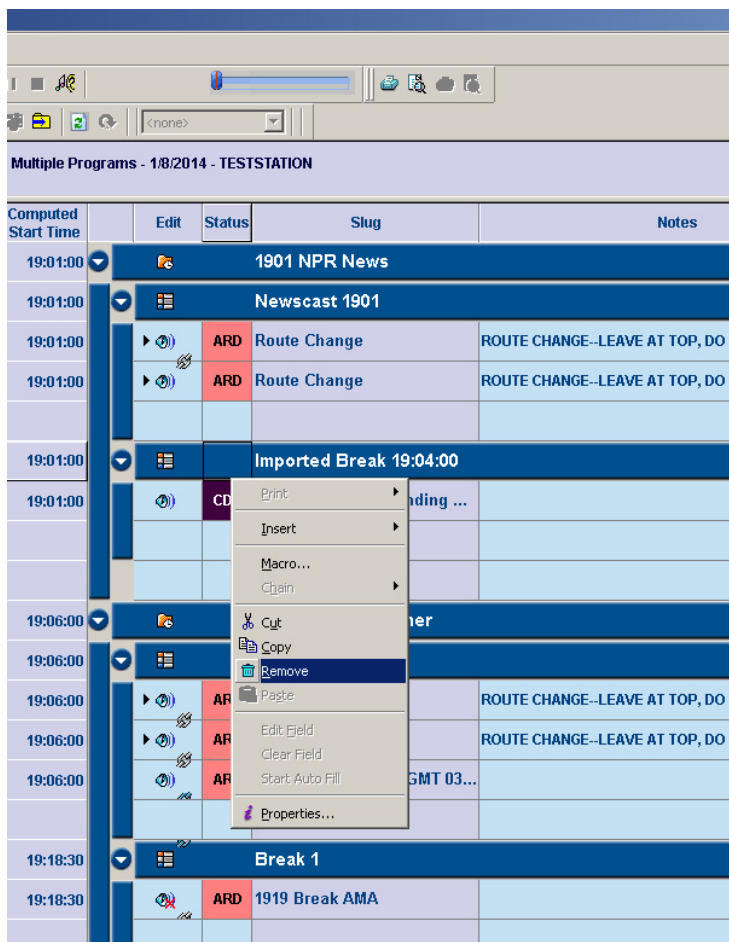 <none>
Multiple Programs - 1/8/2014 - TESTSTATION
Computed Start Time Edit Status Slug Notes
19:01:00 1901 NPR News
19:01:00 Newscast 1901
19:01:00 ARD Route Change ROUTE CHANGE--LEAVE AT TOP, DO
19:01:00 ARD Route Change ROUTE CHANGE--LEAVE AT TOP, DO
19:01:00 Imported Break 19:04:00
19:01:00 CD nding ...
Print
Insert
Macro...
Chain
Cut
Copy
Remove
Paste
Edit Field
Clear Field
Start Auto Fill
Properties...
19:06:00 her
19:06:00
19:06:00 AR ROUTE CHANGE--LEAVE AT TOP, DO
19:06:00 AR ROUTE CHANGE--LEAVE AT TOP, DO
19:06:00 AR GMT 03...
19:18:30 Break 1
19:18:30 ARD 1919 Break AMA